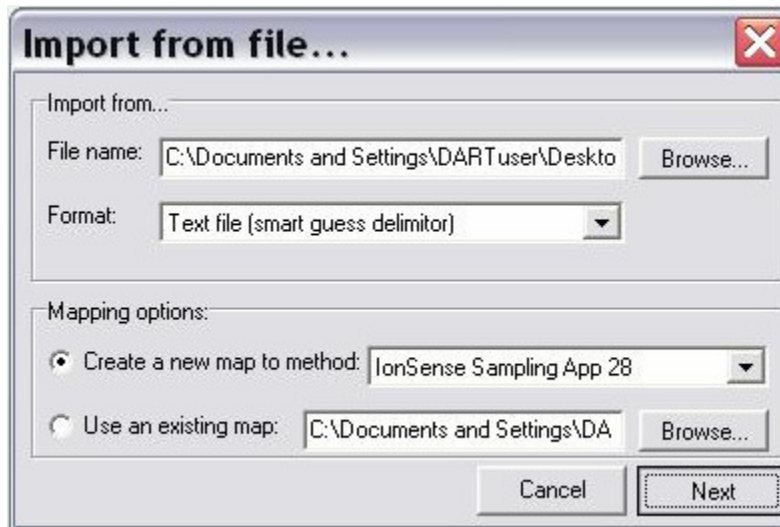 Import from file...
Import from...
File name: C:\Documents and Settings\DARTuser\Deskto Browse...
Format: Text file (smart guess delimitor)
Mapping options:
Create a new map to method: IonSense Sampling App 28
Use an existing map: C:\Documents and Settings\DA Browse...
Cancel Next